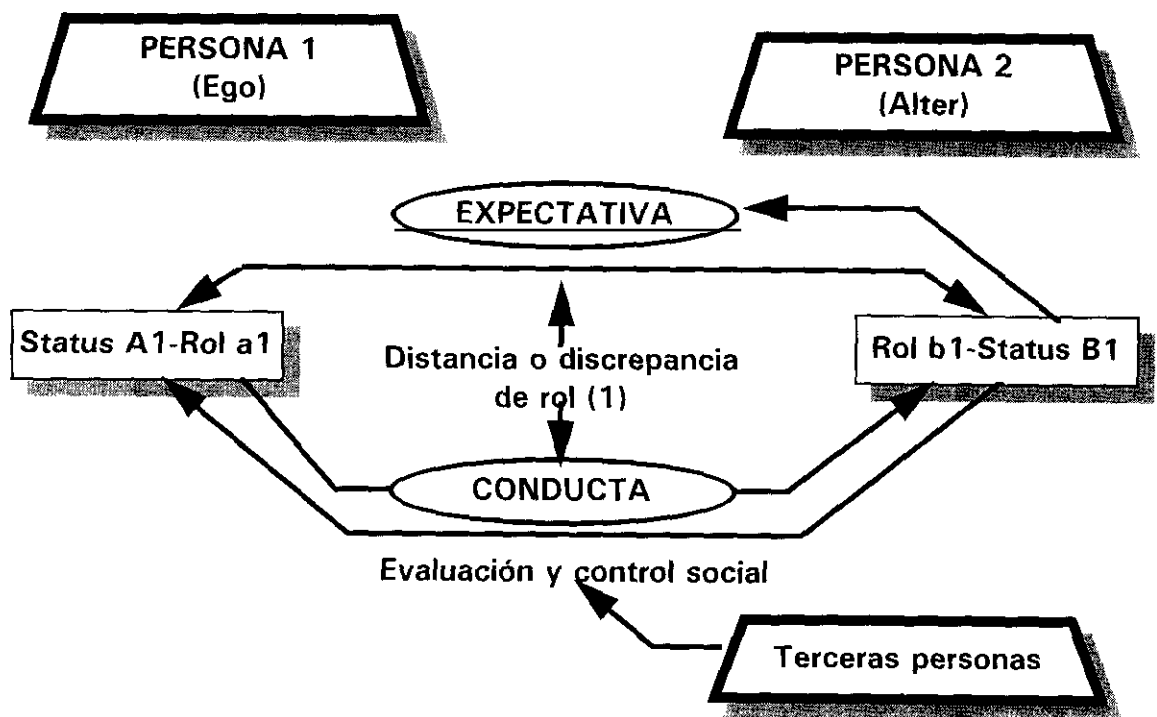 PERSONA 1
(Ego)
PERSONA 2
(Alter)
EXPECTATIVA
Status A1-Rol a1
Rol b1-Status B1
Distancia o discrepancia
de rol (1)
CONDUCTA
Evaluación y control social
Terceras personas